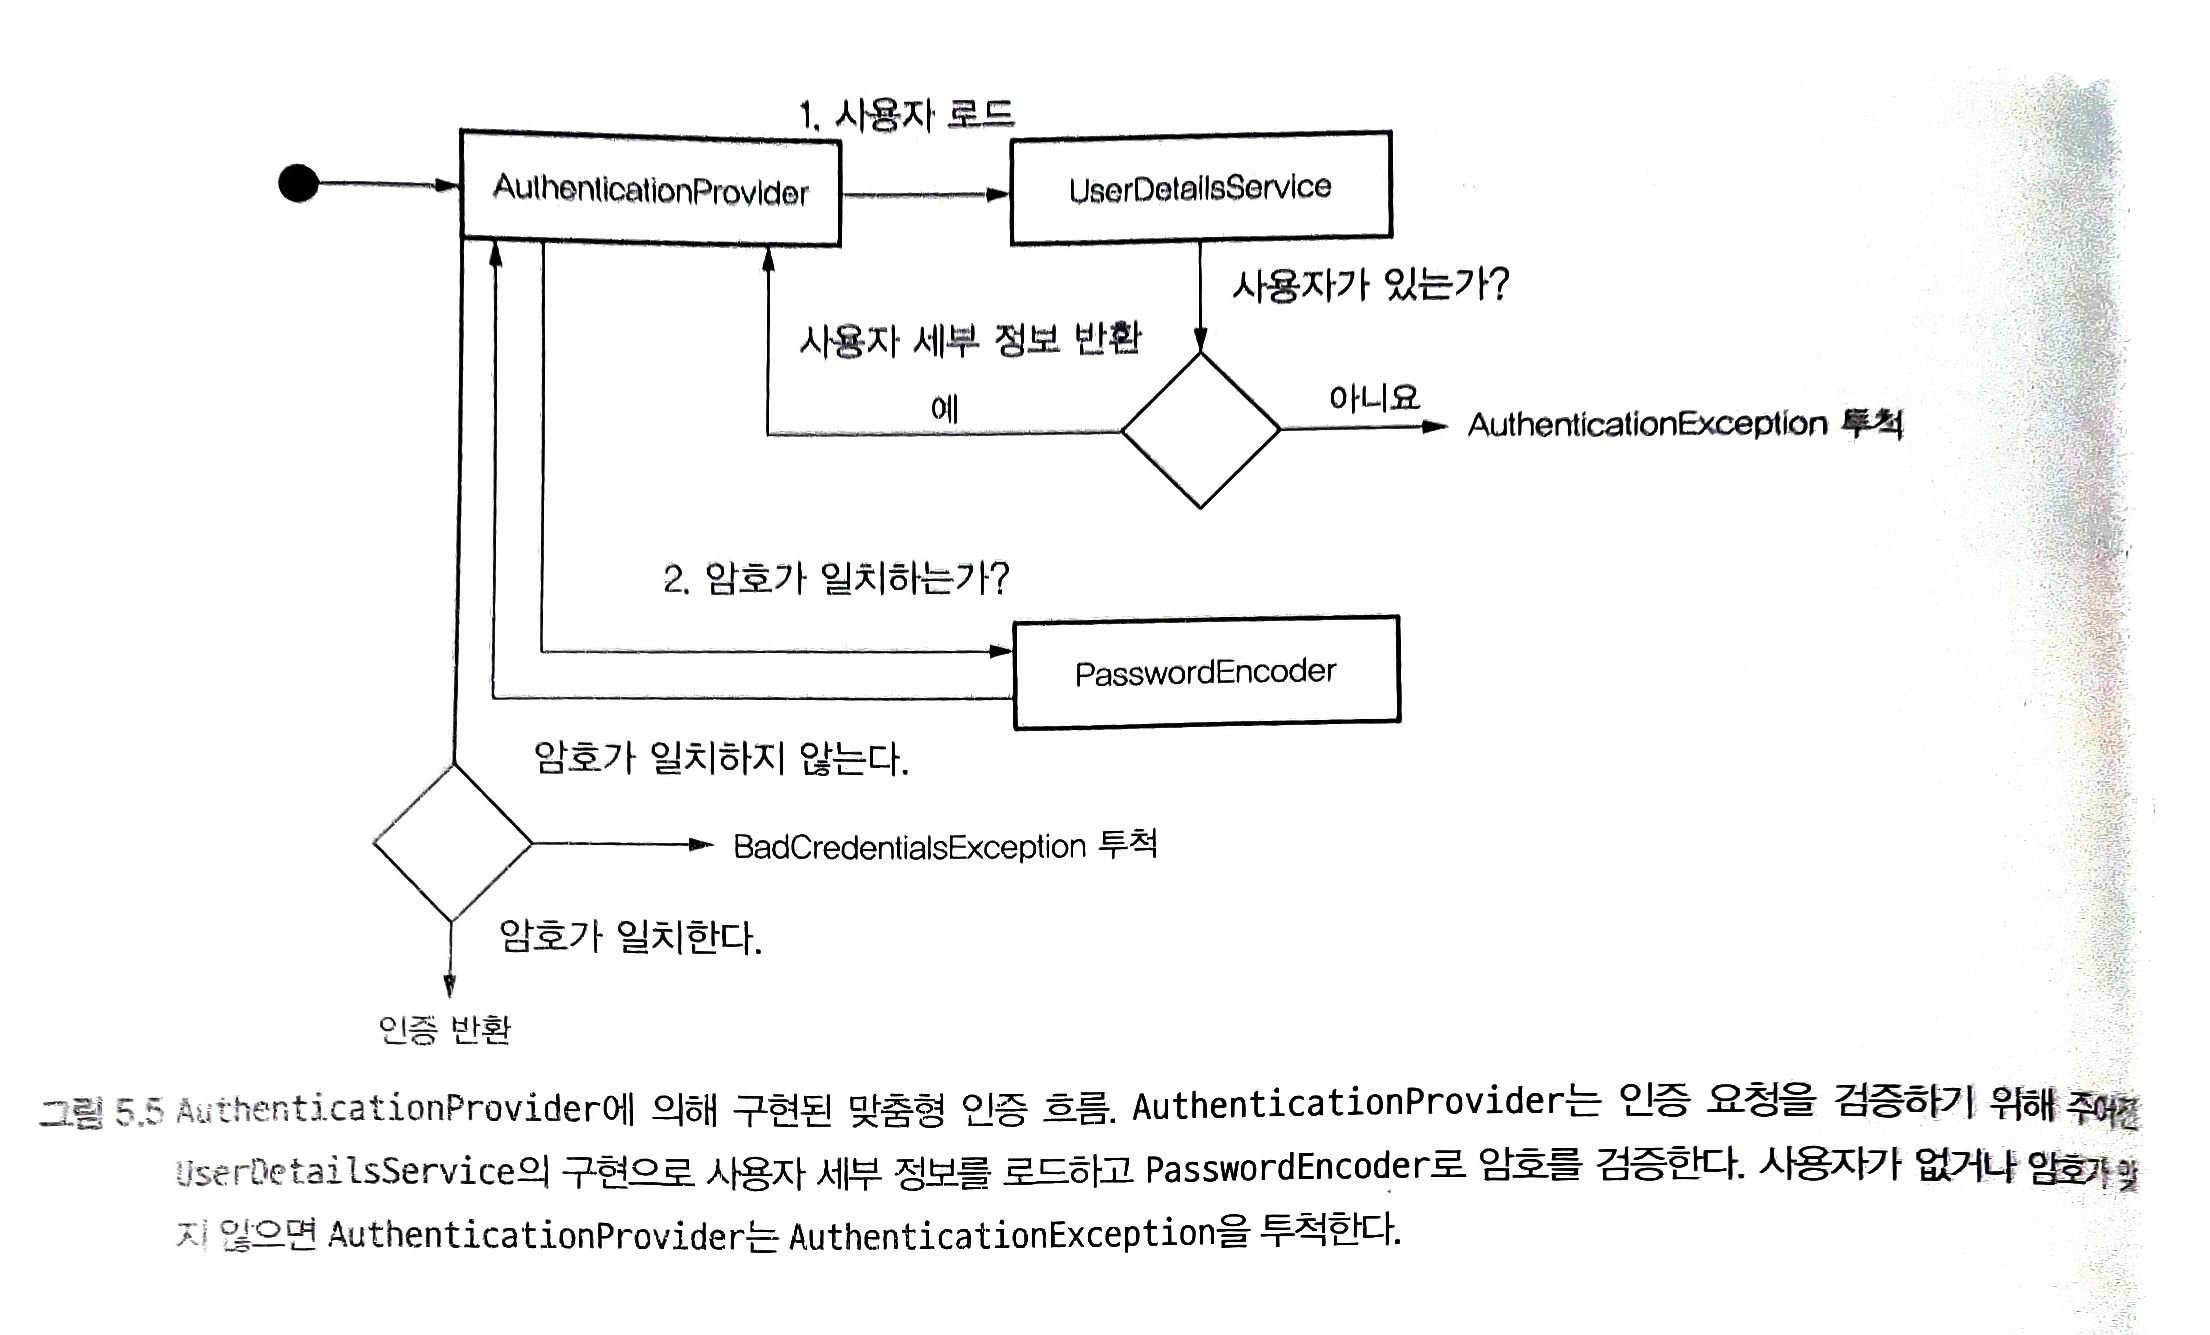 1. 사용자 로드
AuthenticationProvider
UserDetailsService
사용자가 있는가?
사용자 세부 정보 반환
예
아니요
AuthenticationException 투척
2. 암호가 일치하는가?
PasswordEncoder
암호가 일치하지 않는다.
BadCredentialsException 투척
암호가 일치한다.
인증 반환
그림 5.5 AuthenticationProvider에 의해 구현된 맞춤형 인증 흐름. AuthenticationProvider는 인증 요청을 검증하기 위해 주어진
UserDetailsService의 구현으로 사용자 세부 정보를 로드하고 PasswordEncoder로 암호를 검증한다. 사용자가 없거나 암호가 맞
지 않으면 AuthenticationProvider는 AuthenticationException을 투척한다.